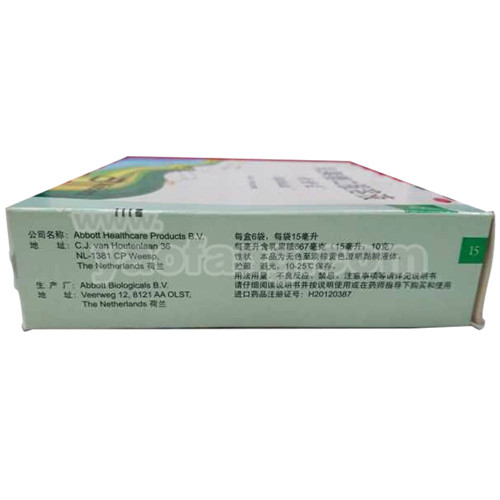 公司名称： Abbott Healthcare Products B.V.
地 址： C.J. van Houtenlaan 36
NL-1381 CP Weesp,
The Netherlands 荷兰
生 产 厂： Abbott Biologicals B.V.
地 址： Veerweg 12, 8121 AA OLST,
The Netherlands 荷兰
每盒6袋，每袋15毫升
每毫升含乳果糖667毫克（15毫升：10克）
性状：本品为无色至琥珀黄色澄明黏稠液体。
贮藏：避光，10-25℃保存。
用法用量、不良反应、禁忌、注意事项等请详见说明书
请仔细阅读说明书并按说明使用或在药师指导下购买和使用
进口药品注册证号：H20120387
15